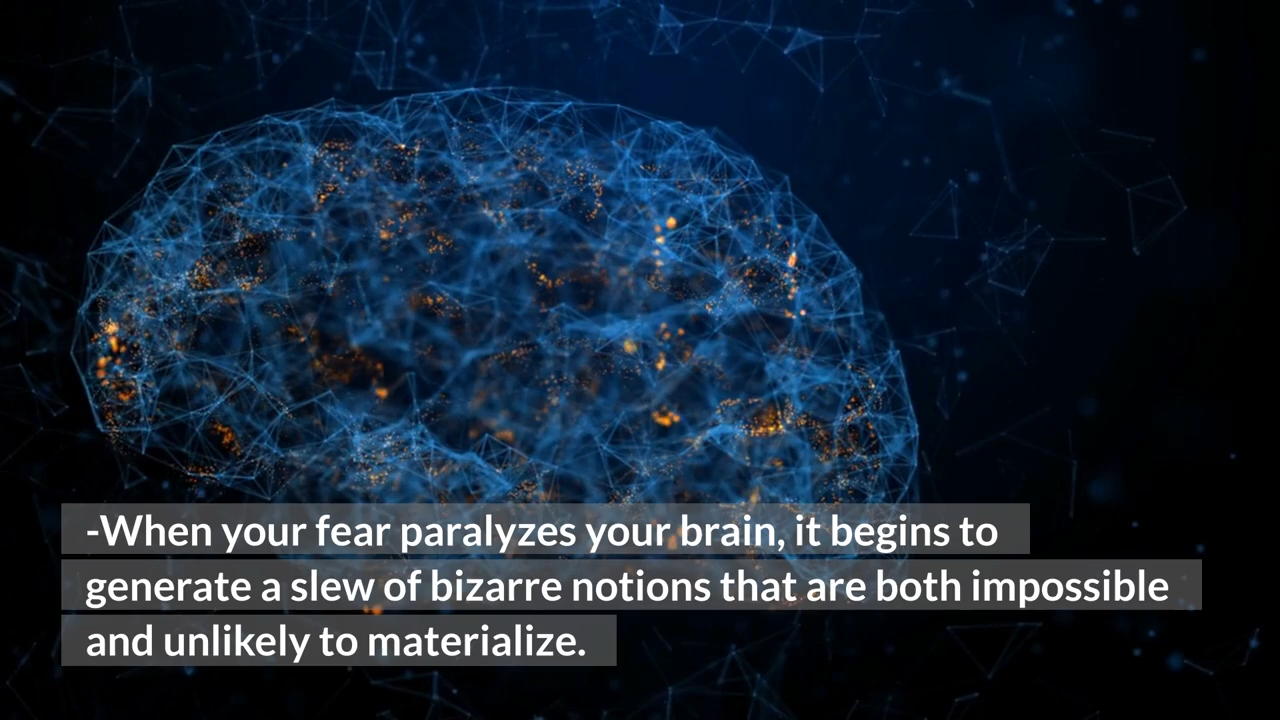 -When your fear paralyzes your brain, it begins to
generate a slew of bizarre notions that are both impossible
and unlikely to materialize.